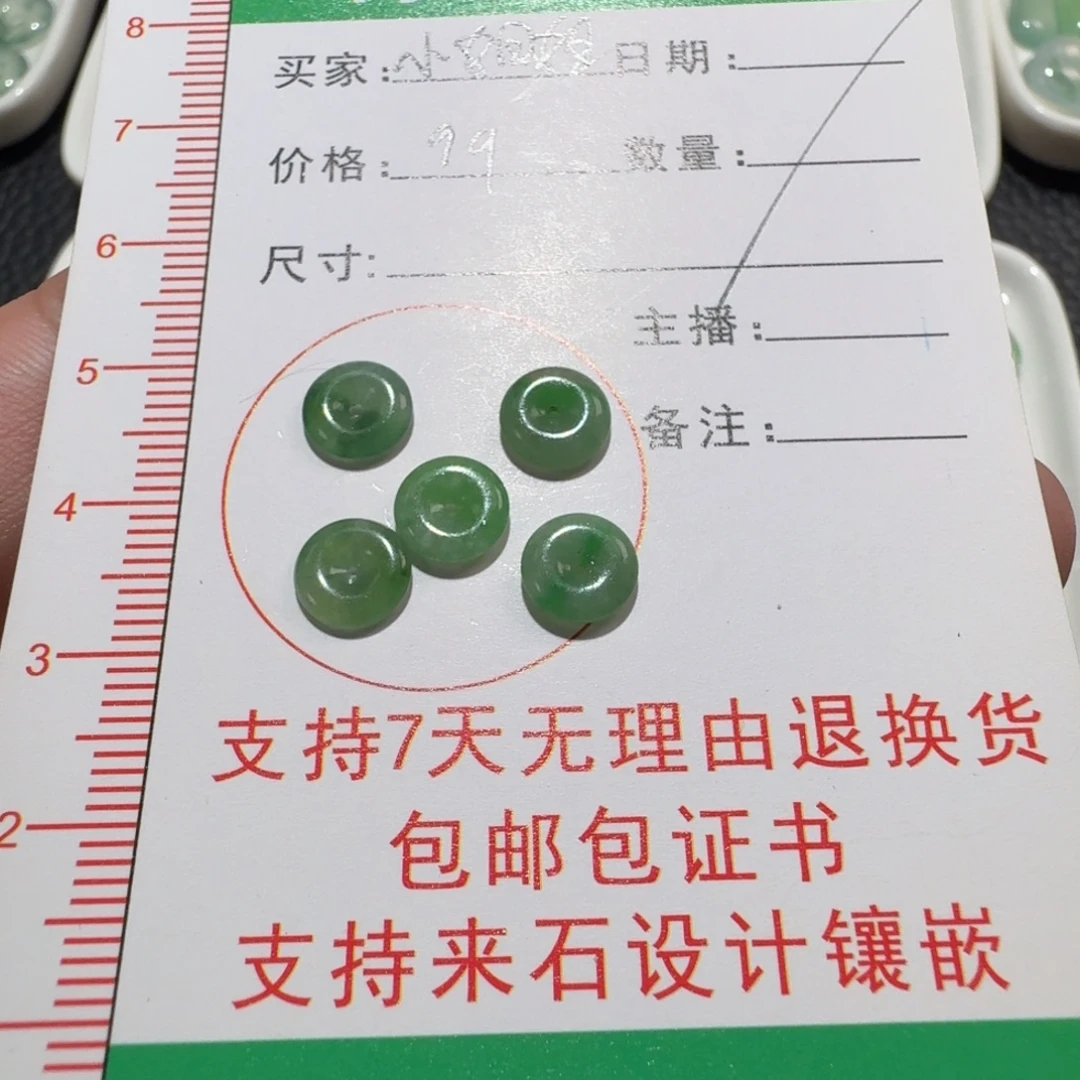 8
买家: 小 日期:
7
价格: 99 数量:
6
尺寸:
主播:
5
备注:
4
3
支持7天无理由退换货
2
包邮包证书
支持来石设计镶嵌